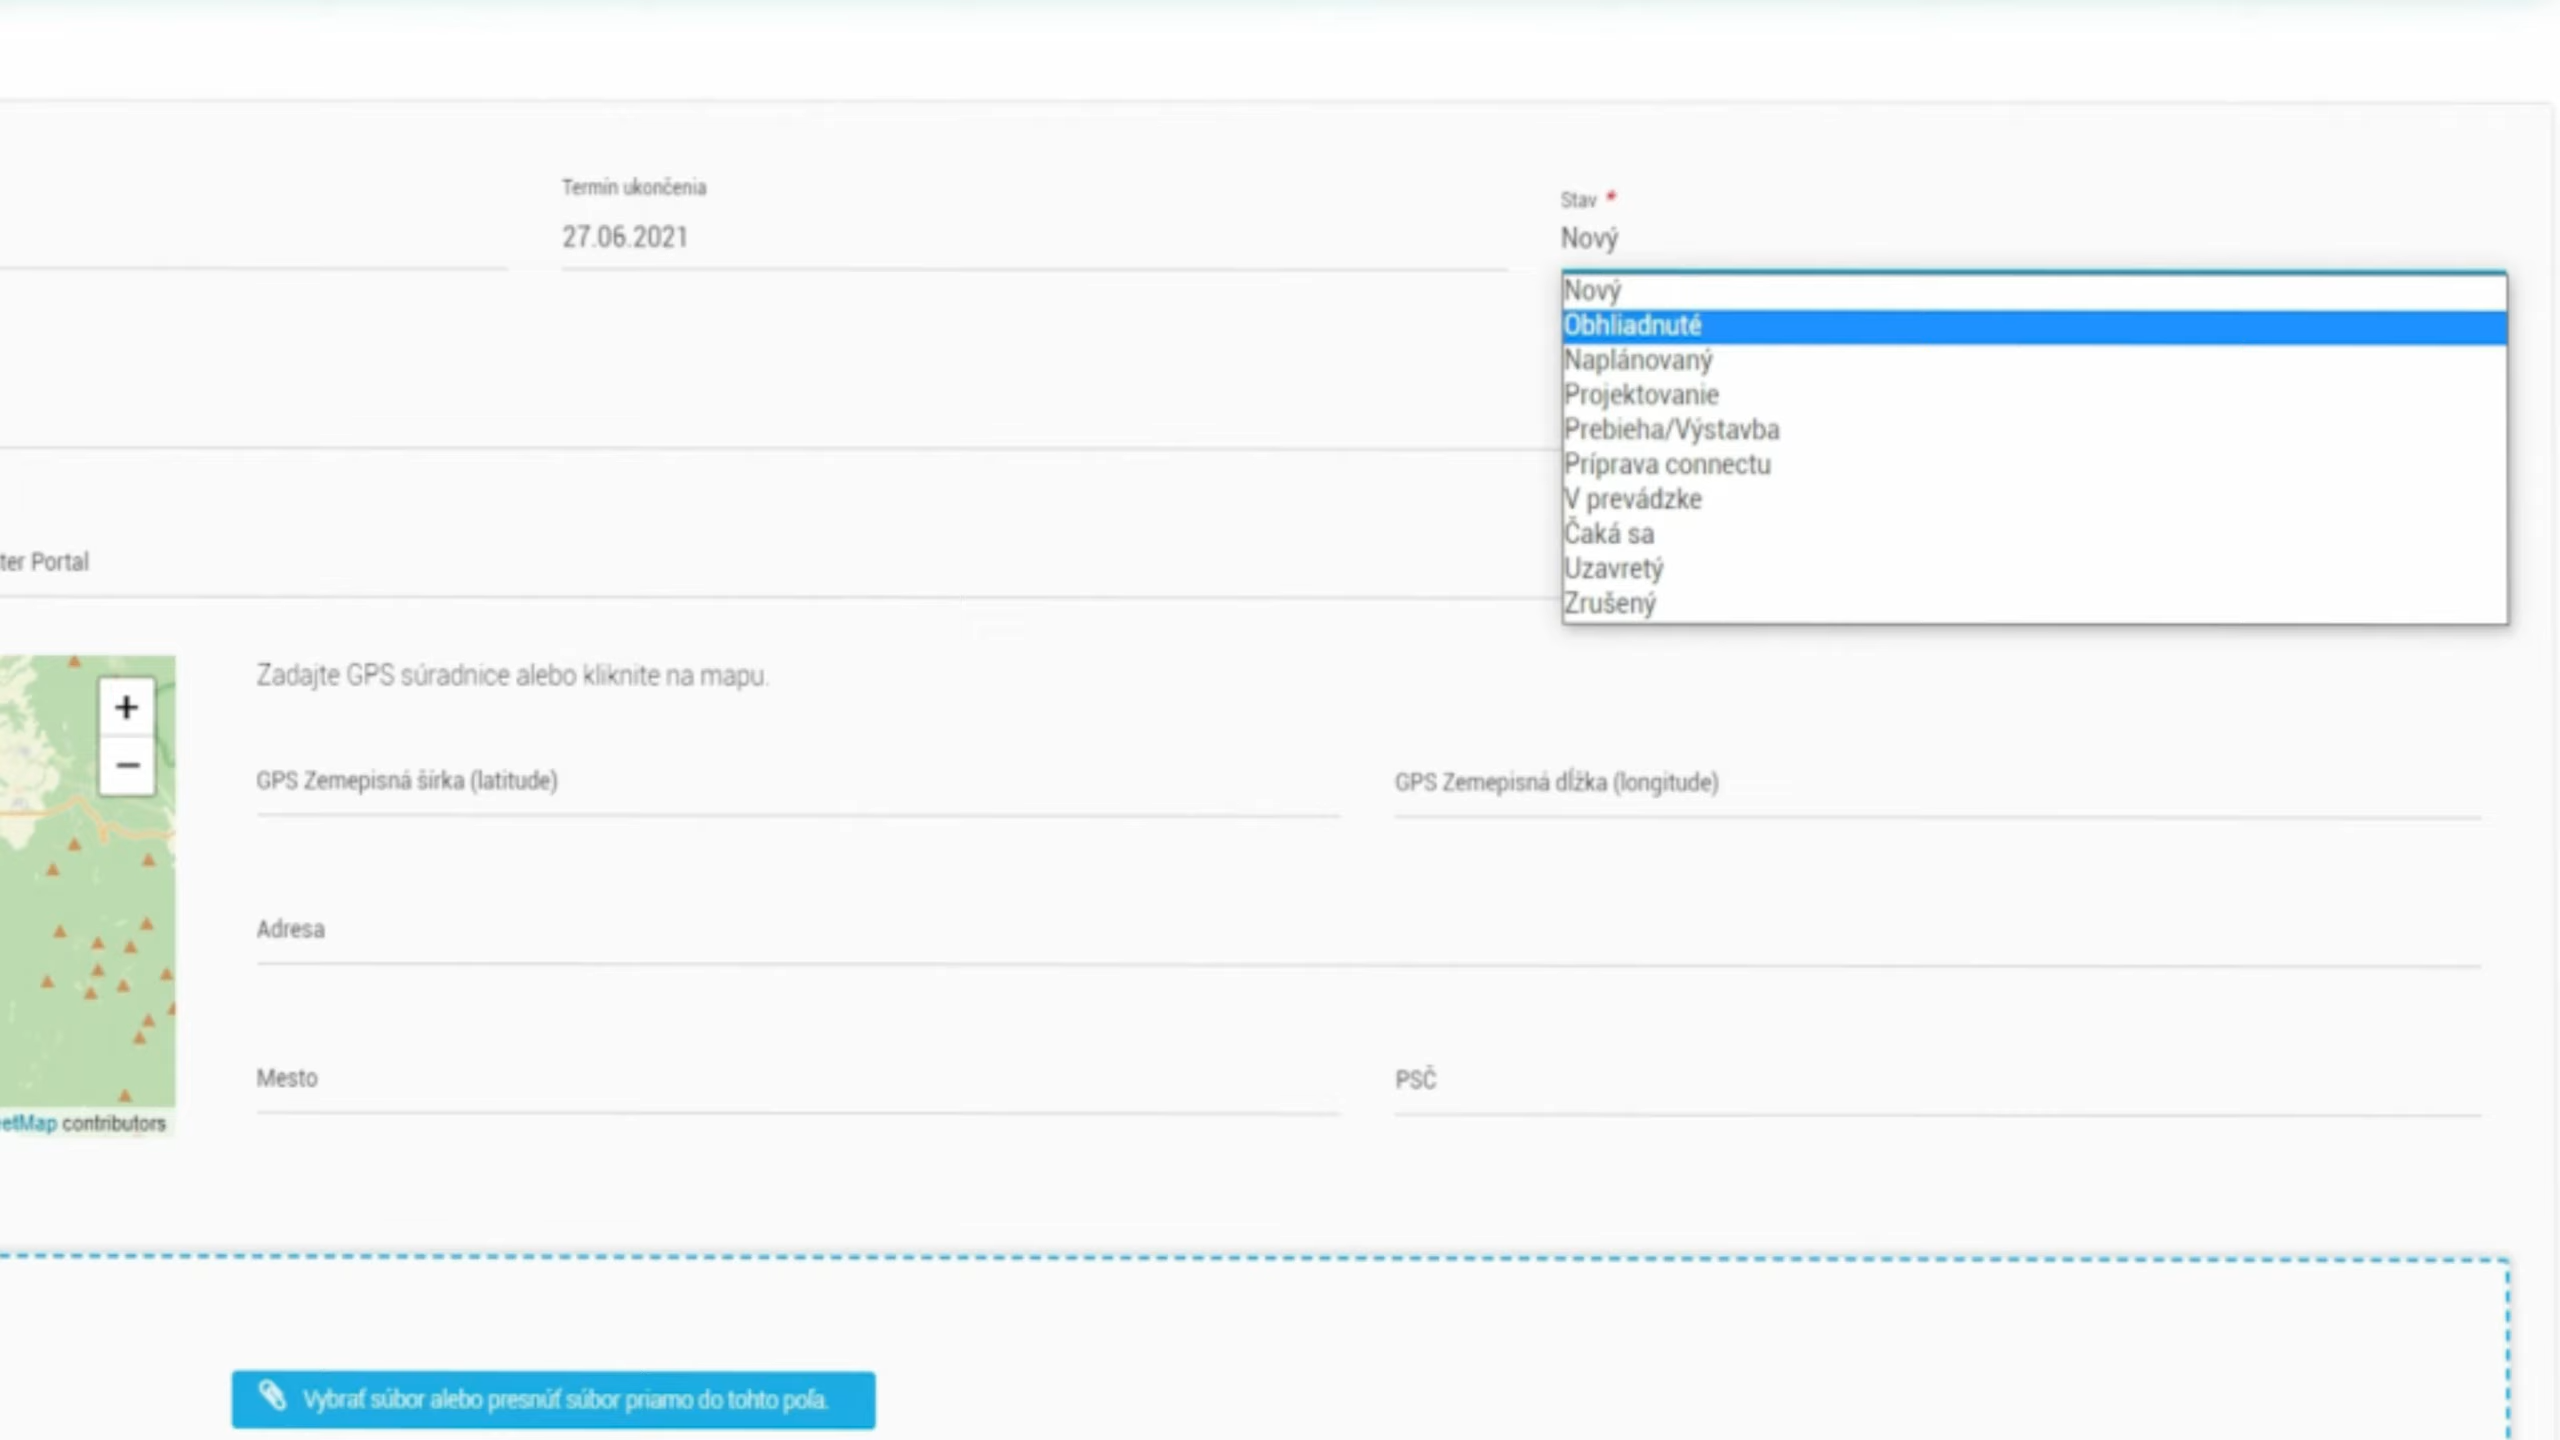 Termín ukončenia
27.06.2021
Stav *
Nový
Nový
Obhliadnuté
Naplánovaný
Projektovanie
Prebieha/Výstavba
Príprava connectu
V prevádzke
Čaká sa
Uzavretý
Zrušený
ter Portal
+
−
Zadajte GPS súradnice alebo kliknite na mapu.
GPS Zemepisná šírka (latitude)
GPS Zemepisná dĺžka (longitude)
Adresa
Mesto
PSČ
etMap contributors
Vybrať súbor alebo presnúť súbor priamo do tohto poľa.